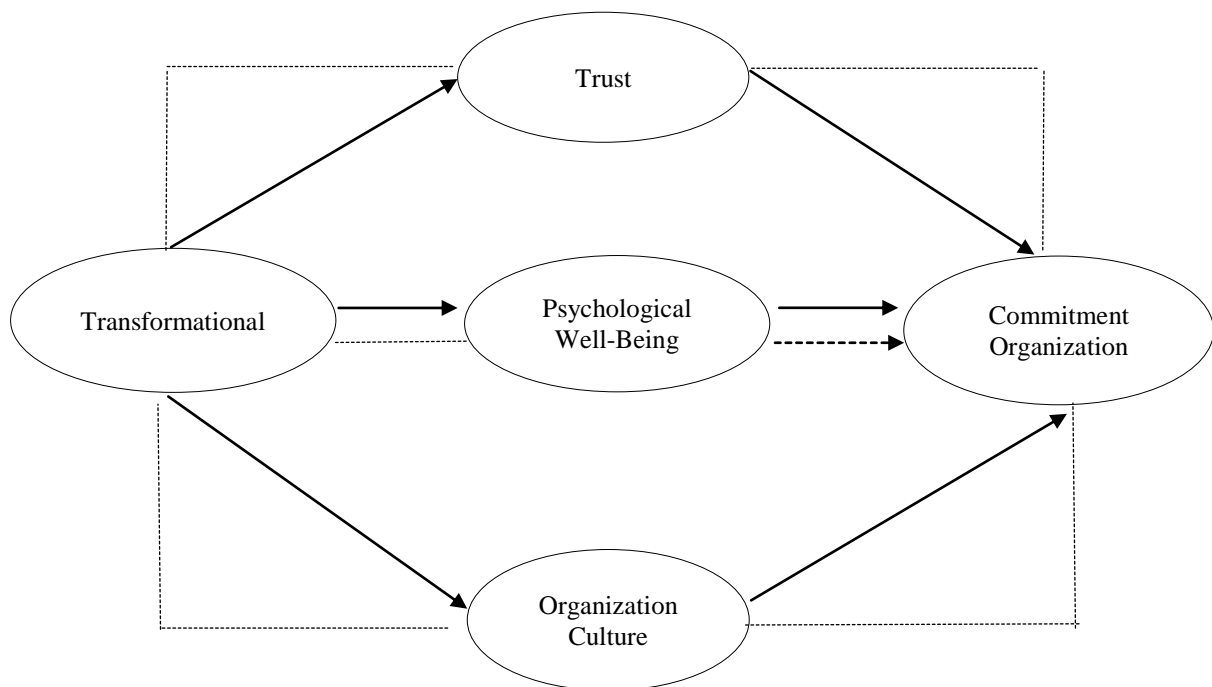 Trust
Transformational
Psychological
Well-Being
Commitment
Organization
Organization
Culture